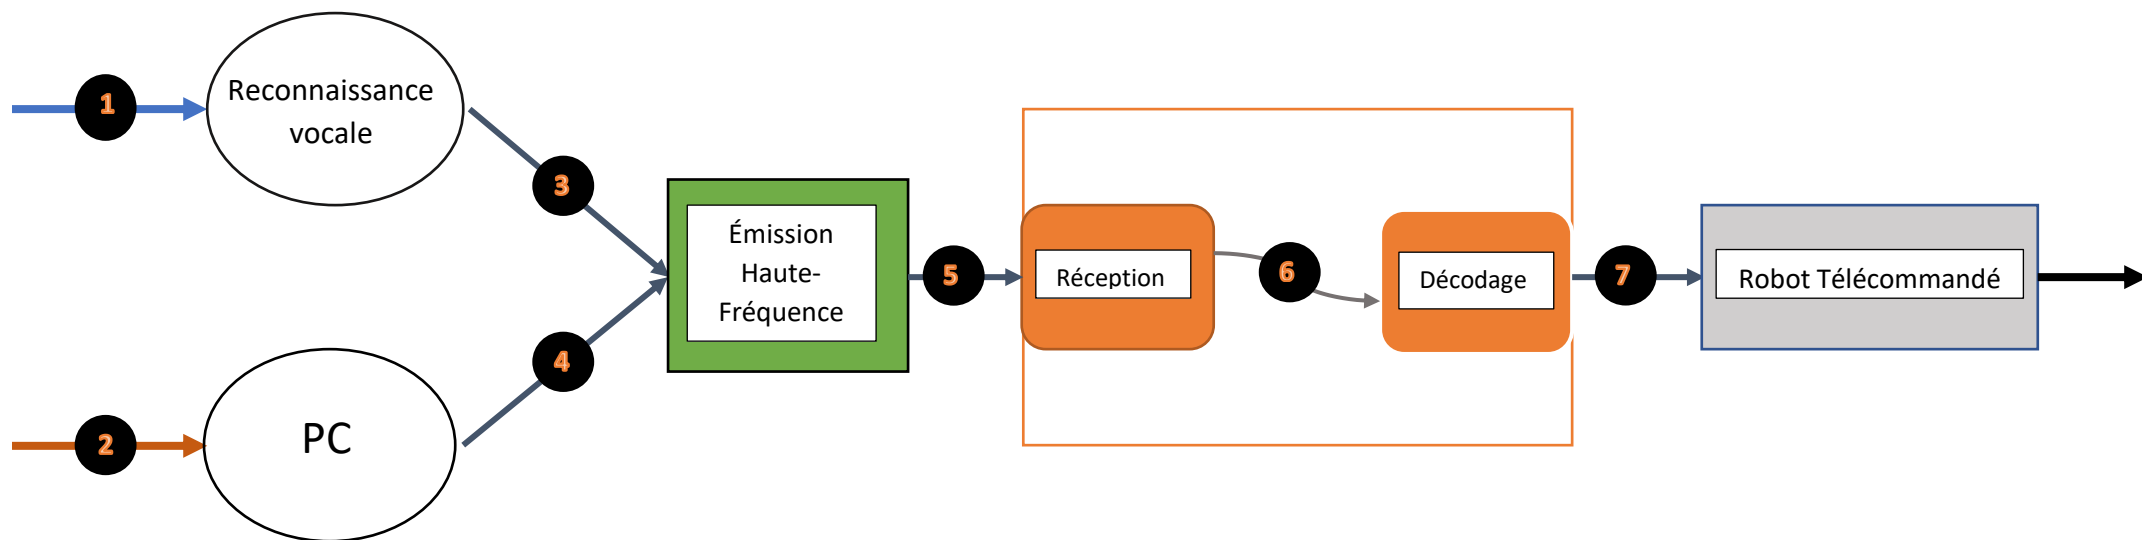 1
Reconnaissance
vocale
2
PC
3
4
Émission
Haute-
Fréquence
5
Réception
6
Décodage
7
Robot Télécommandé